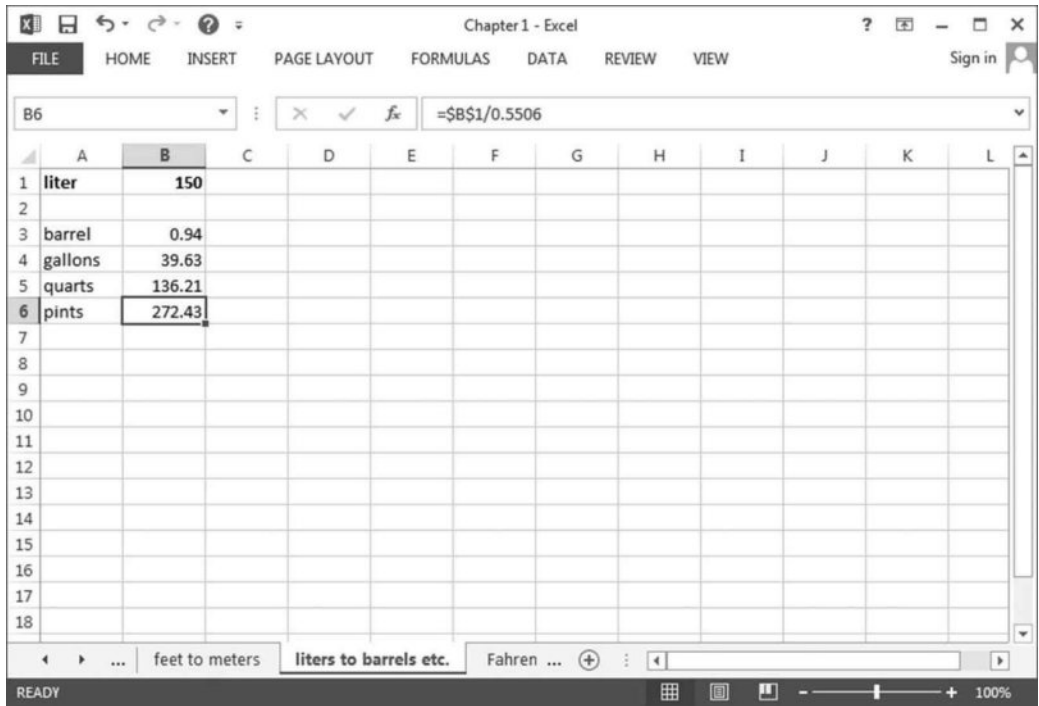 Chapter 1 - Excel
FILE HOME INSERT PAGE LAYOUT FORMULAS DATA REVIEW VIEW Sign in
B6 fx =$B$1/0.5506
A B C D E F G H I J K L
1 liter 150
2
3 barrel 0.94
4 gallons 39.63
5 quarts 136.21
6 pints 272.43
7
8
9
10
11
12
13
14
15
16
17
18
... feet to meters liters to barrels etc. Fahren ...
READY 100%